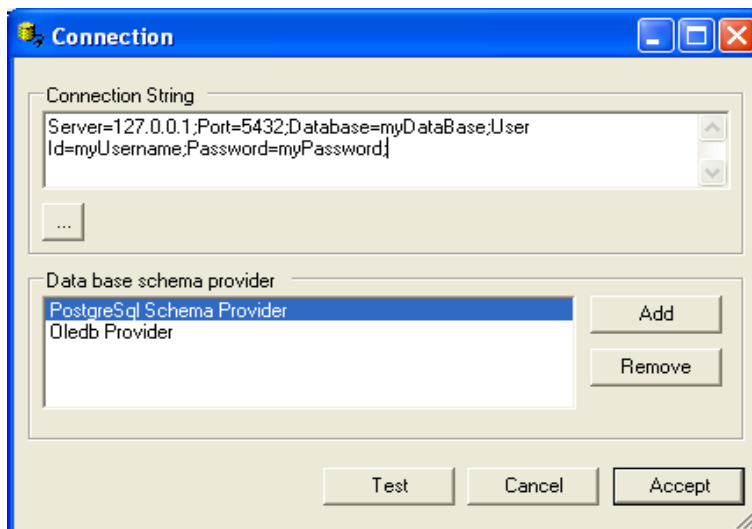 Connection
Connection String
Server=127.0.0.1;Port=5432;Database=myDataBase;User
Id=myUsername;Password=myPassword;
...
Data base schema provider
PostgreSql Schema Provider
Oledb Provider
Add
Remove
Test
Cancel
Accept